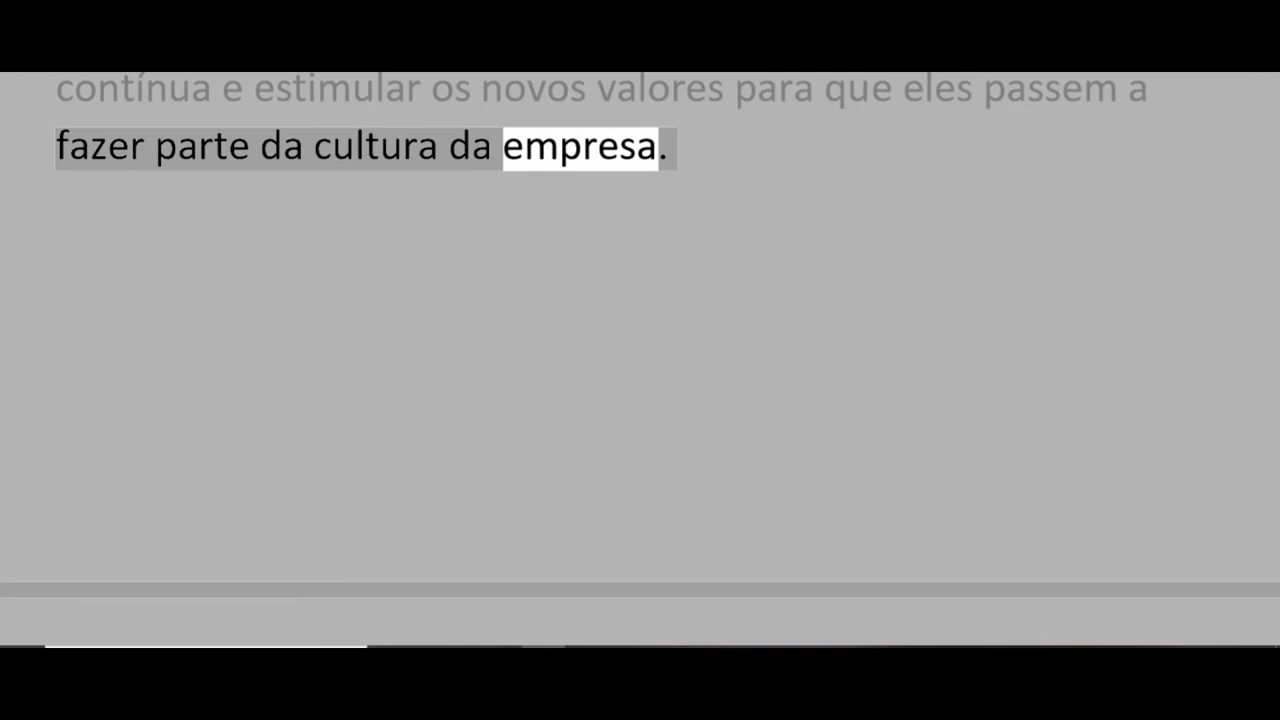 contínua e estimular os novos valores para que eles passem a
fazer parte da cultura da empresa.